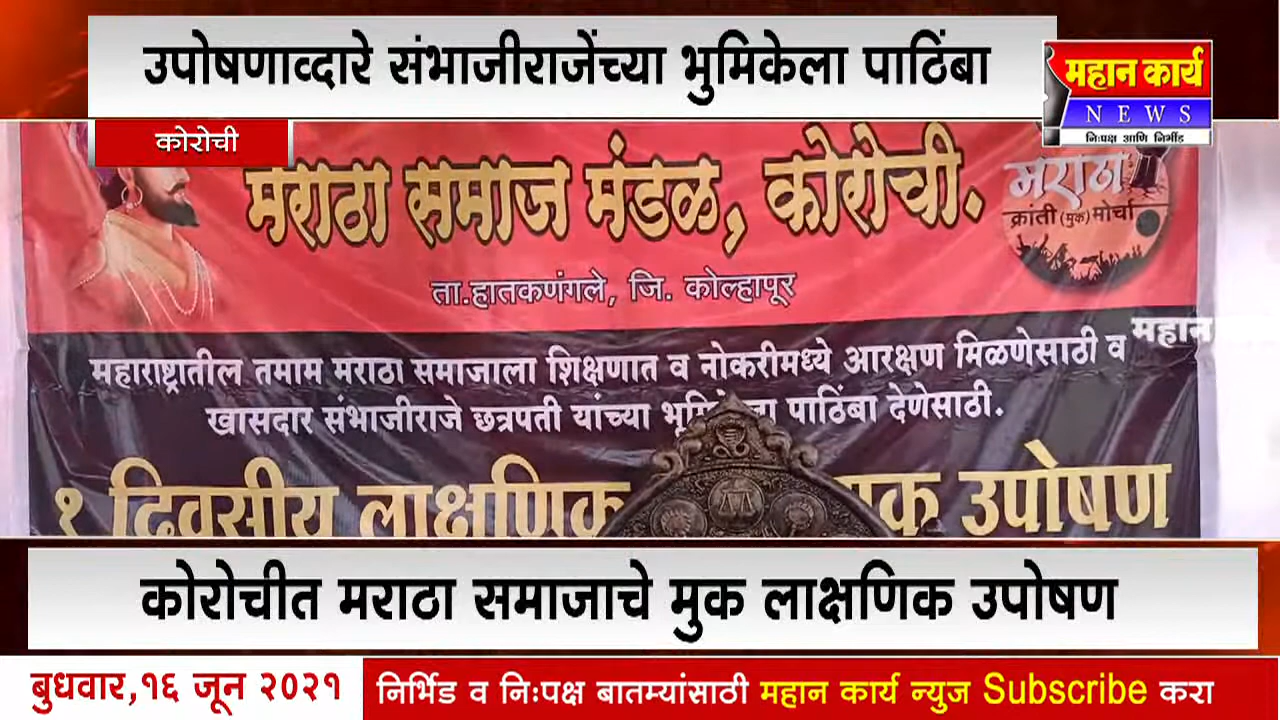 उपोषणाव्दारे संभाजीराजेंच्या भुमिकेला पाठिंबा
महान कार्य
NEWS
निःपक्ष आणि निर्भीड
कोरोची
मराठा समाज मंडळ, कोरोची.
मराठा
क्रांती (मुक) मोर्चा
ता.हातकणंगले, जि. कोल्हापूर
महान
महाराष्ट्रातील तमाम मराठा समाजाला शिक्षणात व नोकरीमध्ये आरक्षण मिळणेसाठी व
खासदार संभाजीराजे छत्रपती यांच्या पाठिंबा देणेसाठी.
१ दिवसीय लाक्षणिक उपोषण
कोरोचीत मराठा समाजाचे मुक लाक्षणिक उपोषण
बुधवार,१६ जून २०२१
निर्भिड व निःपक्ष बातम्यांसाठी महान कार्य न्युज Subscribe करा